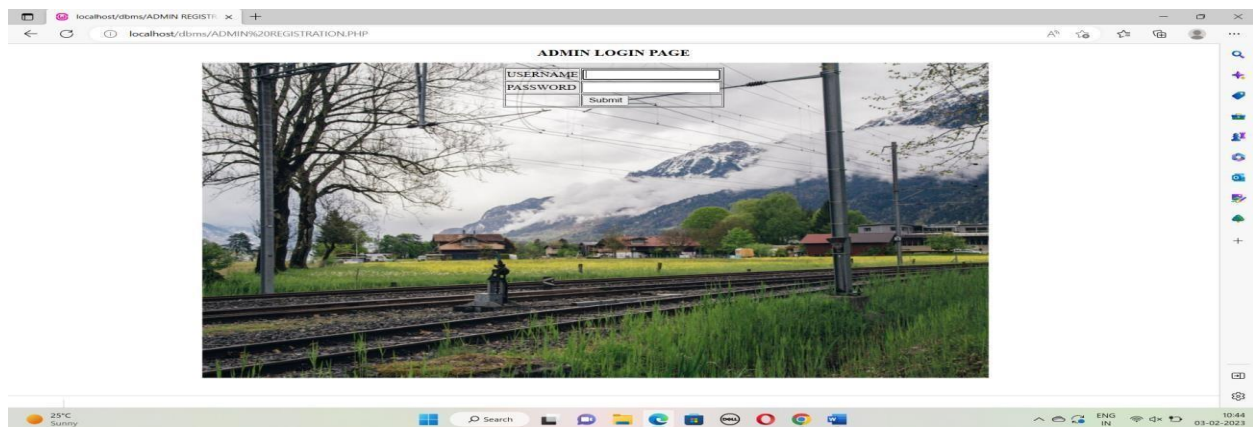 localhost/dbms/ADMIN REGISTR
localhost/dbms/ADMIN%20REGISTRATION.PHP
ADMIN LOGIN PAGE
USERNAME
PASSWORD
Submit
25°C
Sunny
Search
ENG
IN
10:44
03-02-2023